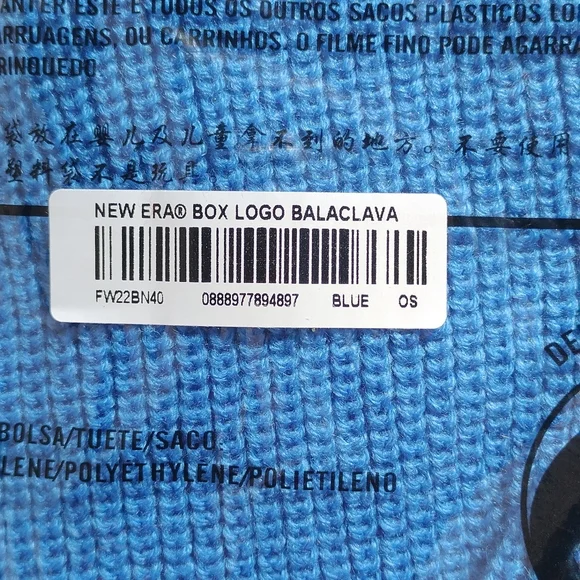 ANTER ESTE E TODOS OS OUTROS SACOS PLÁSTICOS LO
RRUAGENS, OU CARRINHOS. O FILME FINO PODE AGARRA
RINQUEDO
袋放在婴儿及儿童拿不到的地方。不要使用
塑料袋不是玩具。
NEW ERA® BOX LOGO BALACLAVA
FW22BN40 0888977894897 BLUE OS
DE
BOLSA/TUETE/SACO
LENE/POLYETHYLENE/POLIETILENO